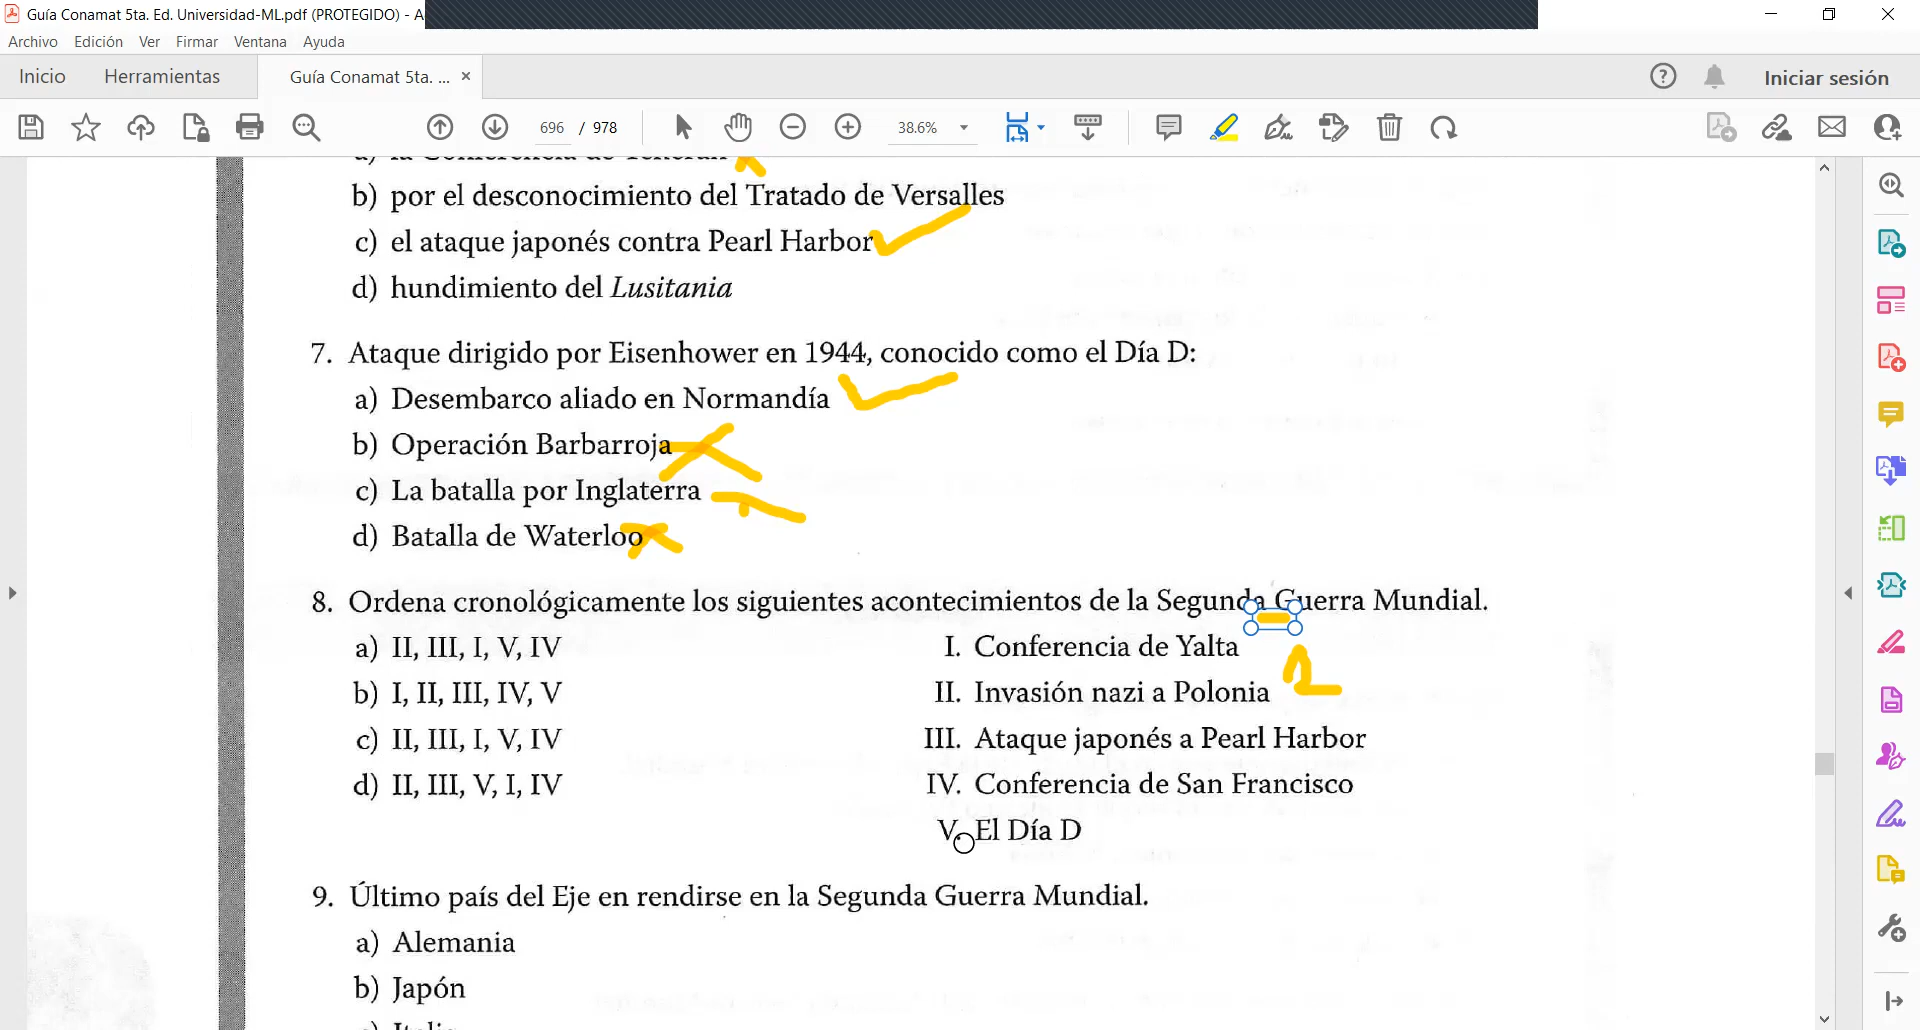 Guía Conamat 5ta. Ed. Universidad-ML.pdf (PROTEGIDO) - A
Archivo Edición Ver Firmar Ventana Ayuda
Inicio Herramientas Guía Conamat 5ta. ... × Iniciar sesión
696 / 978 38.6%
a) la Conferencia de Teherán
b) por el desconocimiento del Tratado de Versalles
c) el ataque japonés contra Pearl Harbor
d) hundimiento del Lusitania
7. Ataque dirigido por Eisenhower en 1944, conocido como el Día D:
a) Desembarco aliado en Normandía
b) Operación Barbarroja
c) La batalla por Inglaterra
d) Batalla de Waterloo
8. Ordena cronológicamente los siguientes acontecimientos de la Segunda Guerra Mundial.
a) II, III, I, V, IV I. Conferencia de Yalta
b) I, II, III, IV, V II. Invasión nazi a Polonia
c) II, III, I, V, IV III. Ataque japonés a Pearl Harbor
d) II, III, V, I, IV IV. Conferencia de San Francisco
V. El Día D
9. Último país del Eje en rendirse en la Segunda Guerra Mundial.
a) Alemania
b) Japón
c) Italia